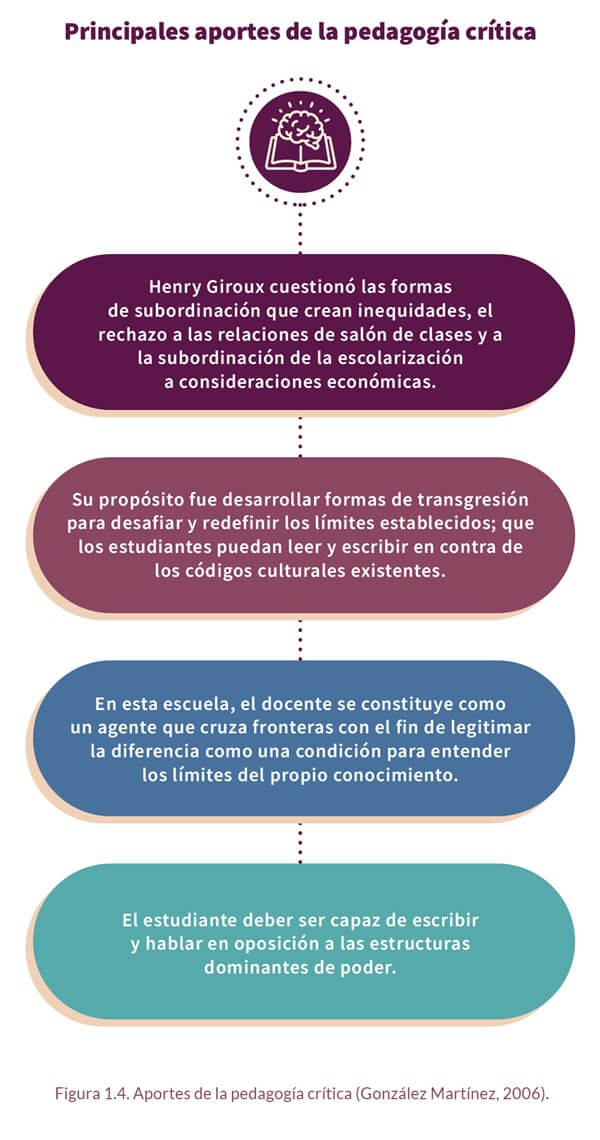 Principales aportes de la pedagogía crítica
Henry Giroux cuestionó las formas
de subordinación que crean inequidades, el
rechazo a las relaciones de salón de clases y a
la subordinación de la escolarización
a consideraciones económicas.
Su propósito fue desarrollar formas de transgresión
para desafiar y redefinir los límites establecidos; que
los estudiantes puedan leer y escribir en contra de
los códigos culturales existentes.
En esta escuela, el docente se constituye como
un agente que cruza fronteras con el fin de legitimar
la diferencia como una condición para entender
los límites del propio conocimiento.
El estudiante deber ser capaz de escribir
y hablar en oposición a las estructuras
dominantes de poder.
Figura 1.4. Aportes de la pedagogía crítica (González Martínez, 2006).